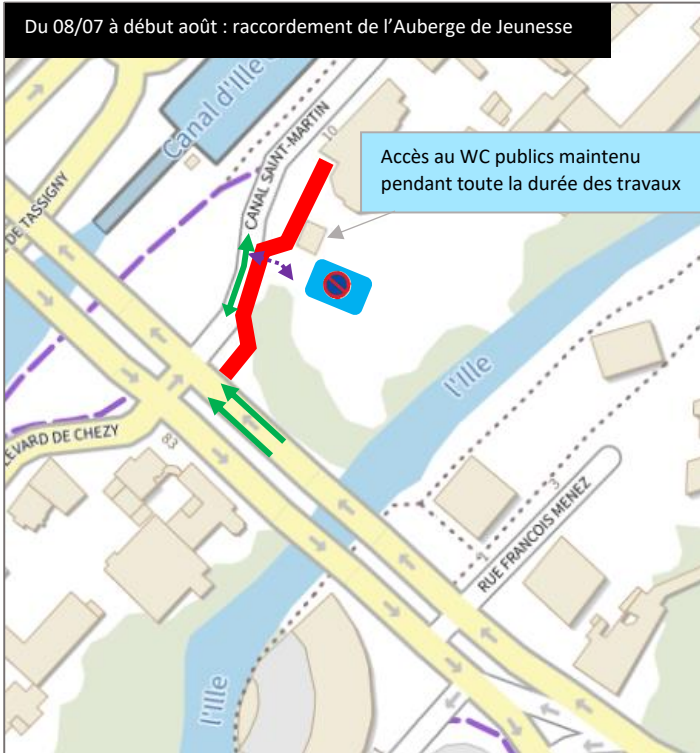 Du 08/07 à début août : raccordement de l'Auberge de Jeunesse
Canal d'Ille
CANAL SAINT-MARTIN
10
Accès au WC publics maintenu
pendant toute la durée des travaux
DE TASSIGNY
l'Ille
LEVARD DE CHEZY
83
3
RUE FRANCOIS MENEZ
l'Ille